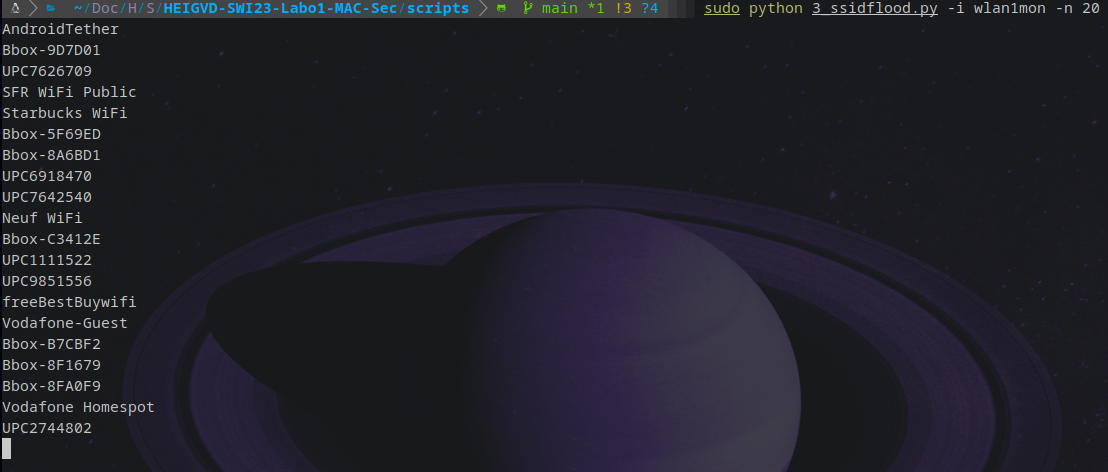 ~/Doc/H/S/HEIGVD-SWI23-Labo1-MAC-Sec/scripts main *1 !3 ?4 sudo python 3_ssidflood.py -i wlan1mon -n 20
AndroidTether
Bbox-9D7D01
UPC7626709
SFR WiFi Public
Starbucks WiFi
Bbox-5F69ED
Bbox-8A6BD1
UPC6918470
UPC7642540
Neuf WiFi
Bbox-C3412E
UPC1111522
UPC9851556
freeBestBuywifi
Vodafone-Guest
Bbox-B7CBF2
Bbox-8F1679
Bbox-8FA0F9
Vodafone Homespot
UPC2744802